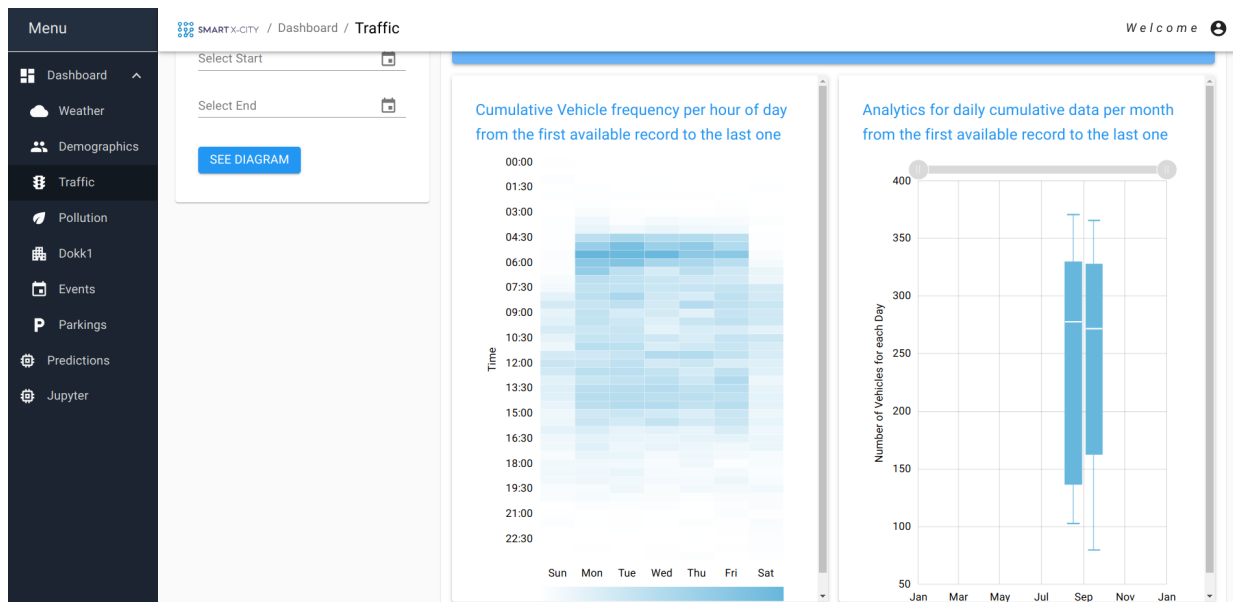 Menu
SMART X-CITY / Dashboard / Traffic
Welcome
Dashboard
Weather
Demographics
Traffic
Pollution
Dokk1
Events
Parkings
Predictions
Jupyter
Select Start
Select End
SEE DIAGRAM
Cumulative Vehicle frequency per hour of day
from the first available record to the last one
00:00
01:30
03:00
04:30
06:00
07:30
09:00
10:30
12:00
13:30
15:00
16:30
18:00
19:30
21:00
22:30
Time
Sun Mon Tue Wed Thu Fri Sat
Analytics for daily cumulative data per month
from the first available record to the last one
400
350
300
250
200
150
100
50
Number of Vehicles for each Day
Jan Mar May Jul Sep Nov Jan